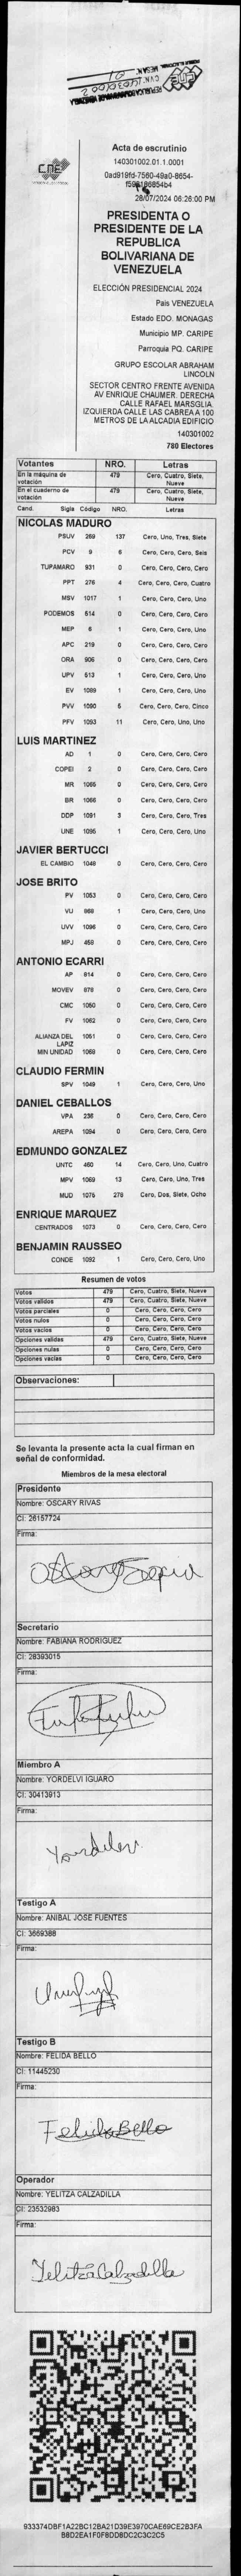 CNE
Acta de escrutinio
140301002.01.1.0001
0ad919fd-7560-49a0-8654-
28/07/2024 06:26:00 PM
PRESIDENTA O
PRESIDENTE DE LA
REPUBLICA
BOLIVARIANA DE
VENEZUELA
ELECCIÓN PRESIDENCIAL 2024
Pais VENEZUELA
Estado EDO. MONAGAS
Municipio MP. CARIPE
Parroquia PQ. CARIPE
GRUPO ESCOLAR ABRAHAM
LINCOLN
SECTOR CENTRO FRENTE AVENIDA
AV ENRIQUE CHAUMER. DERECHA
CALLE RAFAEL MARSGLIA.
IZQUIERDA CALLE LAS CABREA A 100
METROS DE LA ALCADIA EDIFICIO
140301002
780 Electores
Votantes NRO. Letras
En la máquina de votación 479 Cero, Cuatro, Siete, Nueve
En el cuaderno de votación 479 Cero, Cuatro, Siete, Nueve
Cand. Sigla Código NRO. Letras
NICOLAS MADURO
PSUV 269 137 Cero, Uno, Tres, Siete
PCV 9 6 Cero, Cero, Cero, Seis
TUPAMARO 931 0 Cero, Cero, Cero, Cero
PPT 276 4 Cero, Cero, Cero, Cuatro
MSV 1017 1 Cero, Cero, Cero, Uno
PODEMOS 514 0 Cero, Cero, Cero, Cero
MEP 6 1 Cero, Cero, Cero, Uno
APC 219 0 Cero, Cero, Cero, Cero
ORA 906 0 Cero, Cero, Cero, Cero
UPV 513 1 Cero, Cero, Cero, Uno
EV 1089 1 Cero, Cero, Cero, Uno
PVV 1090 5 Cero, Cero, Cero, Cinco
PFV 1093 11 Cero, Cero, Uno, Uno
LUIS MARTINEZ
AD 1 0 Cero, Cero, Cero, Cero
COPEI 2 0 Cero, Cero, Cero, Cero
MR 1065 0 Cero, Cero, Cero, Cero
BR 1066 0 Cero, Cero, Cero, Cero
DDP 1091 3 Cero, Cero, Cero, Tres
UNE 1095 1 Cero, Cero, Cero, Uno
JAVIER BERTUCCI
EL CAMBIO 1048 0 Cero, Cero, Cero, Cero
JOSE BRITO
PV 1053 0 Cero, Cero, Cero, Cero
VU 868 1 Cero, Cero, Cero, Uno
UVV 1096 0 Cero, Cero, Cero, Cero
MPJ 458 0 Cero, Cero, Cero, Cero
ANTONIO ECARRI
AP 814 0 Cero, Cero, Cero, Cero
MOVEV 878 0 Cero, Cero, Cero, Cero
CMC 1050 0 Cero, Cero, Cero, Cero
FV 1062 0 Cero, Cero, Cero, Cero
ALIANZA DEL LAPIZ 1051 0 Cero, Cero, Cero, Cero
MIN UNIDAD 1069 0 Cero, Cero, Cero, Cero
CLAUDIO FERMIN
SPV 1049 1 Cero, Cero, Cero, Uno
DANIEL CEBALLOS
VPA 236 0 Cero, Cero, Cero, Cero
AREPA 1094 0 Cero, Cero, Cero, Cero
EDMUNDO GONZALEZ
UNTC 460 14 Cero, Cero, Uno, Cuatro
MPV 1069 13 Cero, Cero, Uno, Tres
MUD 1075 278 Cero, Dos, Siete, Ocho
ENRIQUE MARQUEZ
CENTRADOS 1073 0 Cero, Cero, Cero, Cero
BENJAMIN RAUSSEO
CONDE 1092 1 Cero, Cero, Cero, Uno
Resumen de votos
Votos 479 Cero, Cuatro, Siete, Nueve
Votos validos 479 Cero, Cuatro, Siete, Nueve
Votos parciales 0 Cero, Cero, Cero, Cero
Votos nulos 0 Cero, Cero, Cero, Cero
Votos vacios 0 Cero, Cero, Cero, Cero
Opciones validas 479 Cero, Cuatro, Siete, Nueve
Opciones nulas 0 Cero, Cero, Cero, Cero
Opciones vacias 0 Cero, Cero, Cero, Cero
Observaciones:
Se levanta la presente acta la cual firman en
señal de conformidad.
Miembros de la mesa electoral
Presidente
Nombre: OSCARY RIVAS
CI: 26157724
Firma:
Secretario
Nombre: FABIANA RODRIGUEZ
CI: 28393015
Firma:
Miembro A
Nombre: YORDELVI IGUARO
CI: 30413913
Firma:
Testigo A
Nombre: ANIBAL JOSE FUENTES
CI: 3669388
Firma:
Testigo B
Nombre: FELIDA BELLO
CI: 11445230
Firma:
Felida Bello
Operador
Nombre: YELITZA CALZADILLA
CI: 23532983
Firma:
Yelitza Calzadilla
933374DBF1A22BC12BA21D39E3970CAE69CE2B3FA
B8D2EA1F0F8DD8DC2C3C2C5